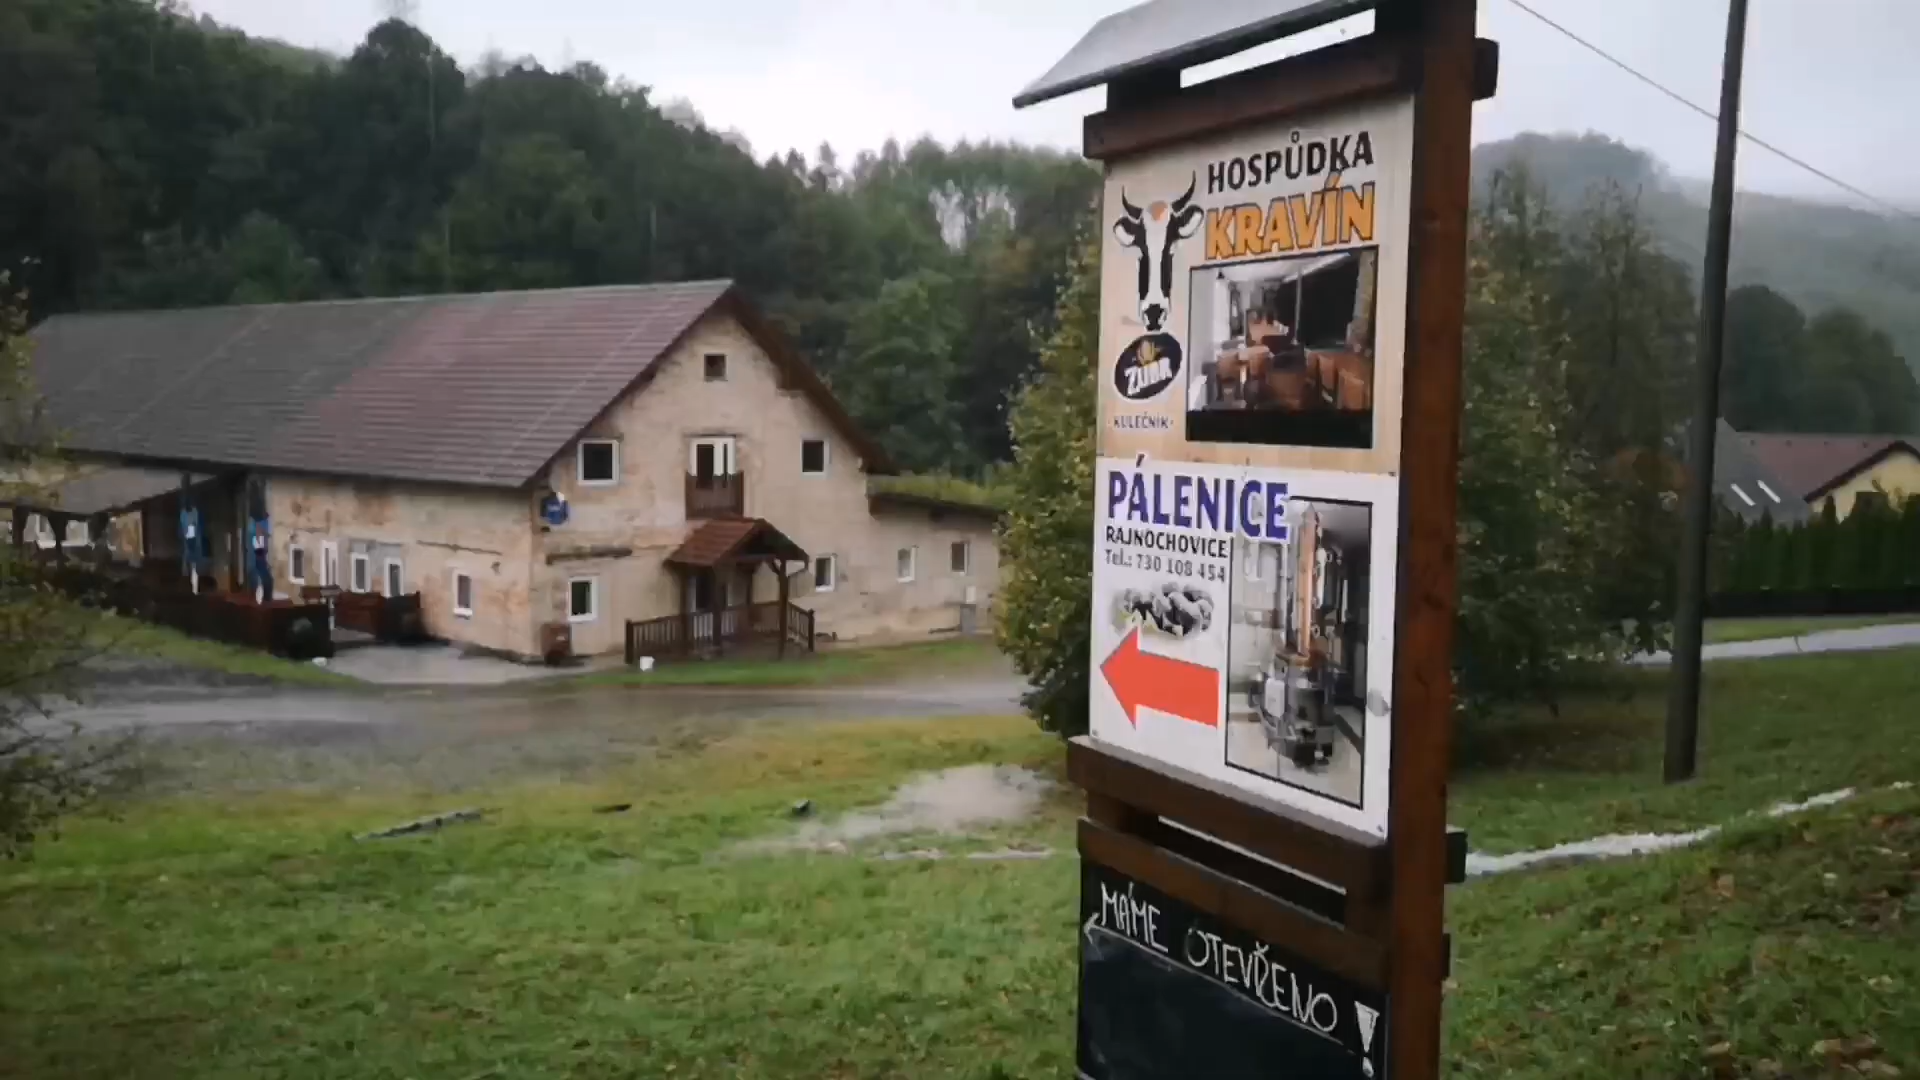 HOSPŮDKA
KRAVÍN
ZUBR
KULEČNÍK
PÁLENICE
RAJNOCHOVICE
Tel.: 730 108 454
MÁME OTEVŘENO!